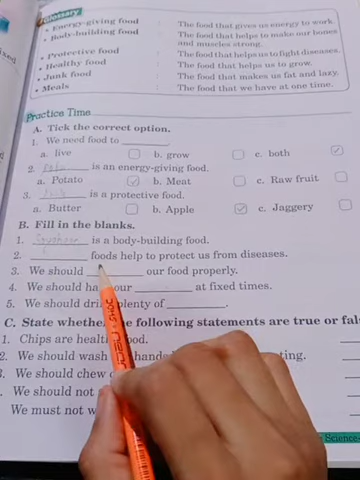 Glossary
• Energy-giving food : The food that gives us energy to work.
• Body-building food : The food that helps to make our bones and muscles strong.
• Protective food : The food that helps us to fight diseases.
• Healthy food : The food that helps us to grow.
• Junk food : The food that makes us fat and lazy.
• Meals : The food that we have at one time.
Practice Time
A. Tick the correct option.
1. We need food to
a. live b. grow c. both ✓
2. is an energy-giving food.
a. Potato ✓ b. Meat c. Raw fruit
3. is a protective food.
a. Butter b. Apple ✓ c. Jaggery
B. Fill in the blanks.
1. is a body-building food.
2. foods help to protect us from diseases.
3. We should our food properly.
4. We should our at fixed times.
5. We should plenty of .
C. State whether the following statements are true or
1. Chips are
2. We should wash
3. We should chew
We should not
We must not
Science